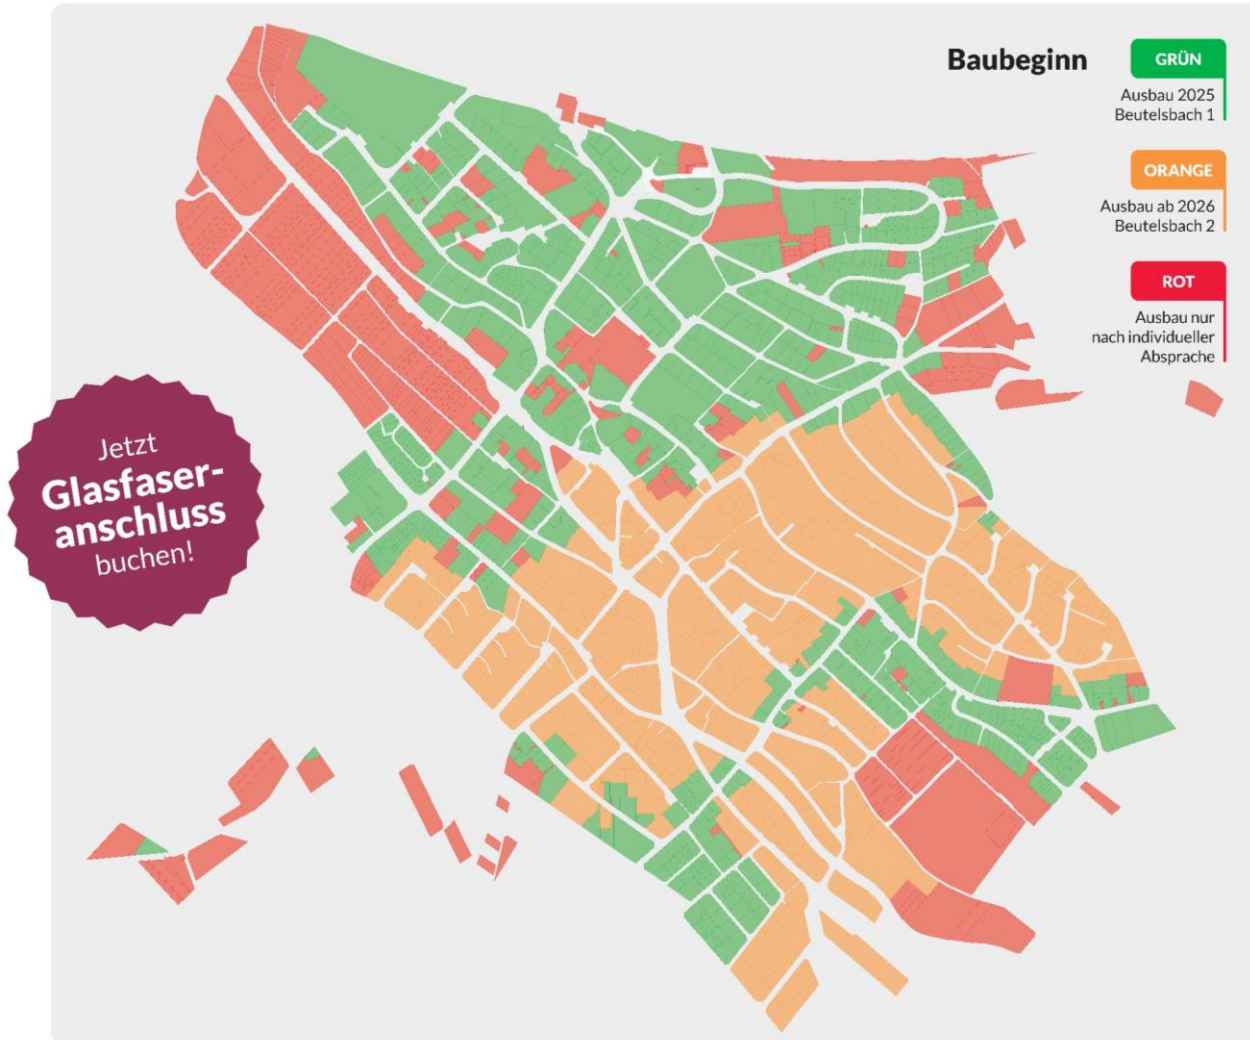 Baubeginn
GRÜN
Ausbau 2025
Beutelsbach 1
ORANGE
Ausbau ab 2026
Beutelsbach 2
ROT
Ausbau nur
nach individueller
Absprache
Jetzt
Glasfaser-
anschluss
buchen!